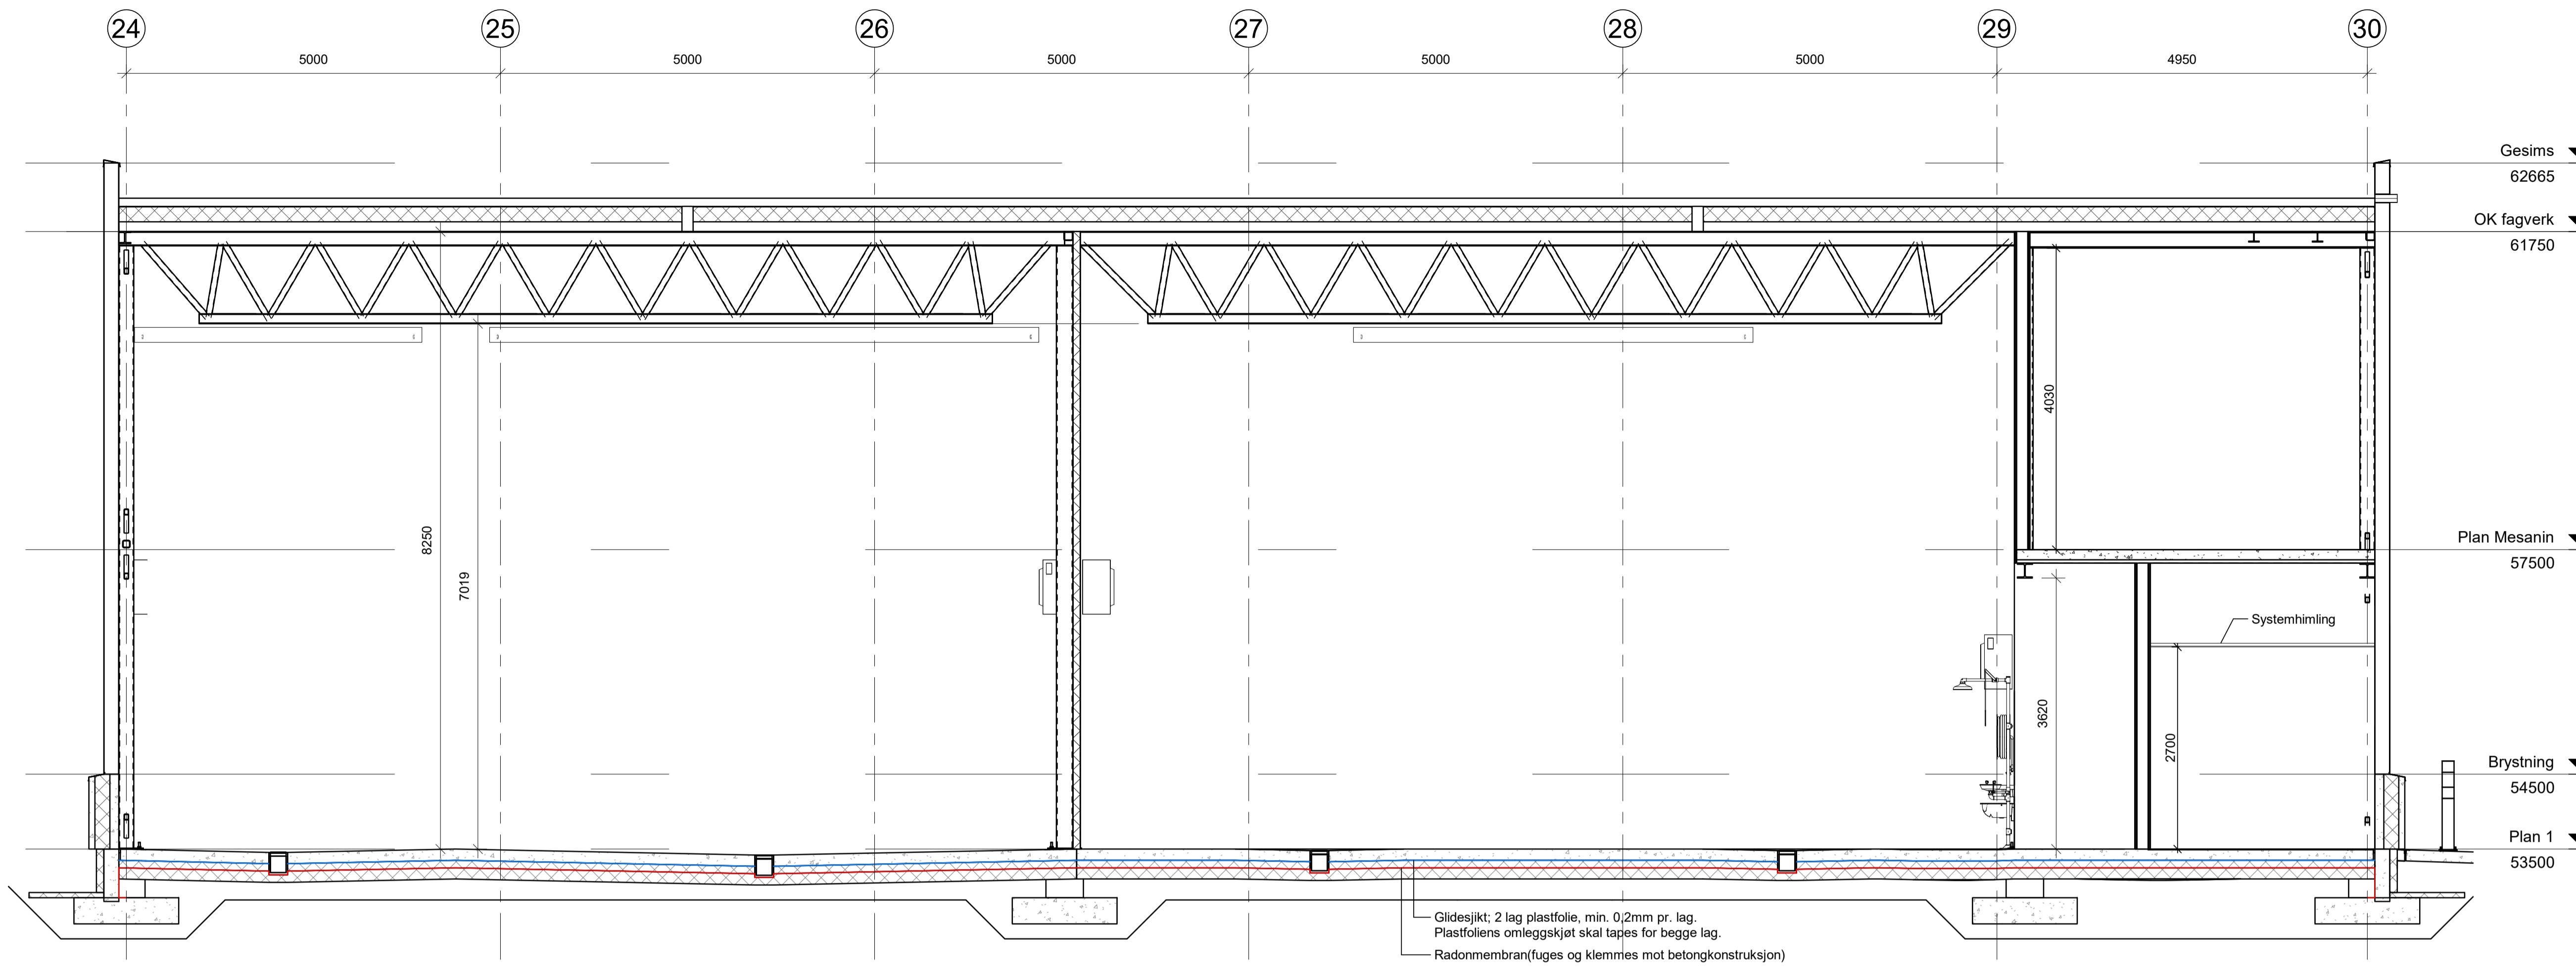 24 25 26 27 28 29 30
5000 5000 5000 5000 5000 4950
Gesims
62665
OK fagverk
61750
4030
8250
7019
Plan Mesanin
57500
Systemhimling
3620
2700
Brystning
54500
Plan 1
53500
Glidesjikt; 2 lag plastfolie, min. 0,2mm pr. lag.
Plastfoliens omleggskjøt skal tapes for begge lag.
Radonmembran(fuges og klemmes mot betongkonstruksjon)